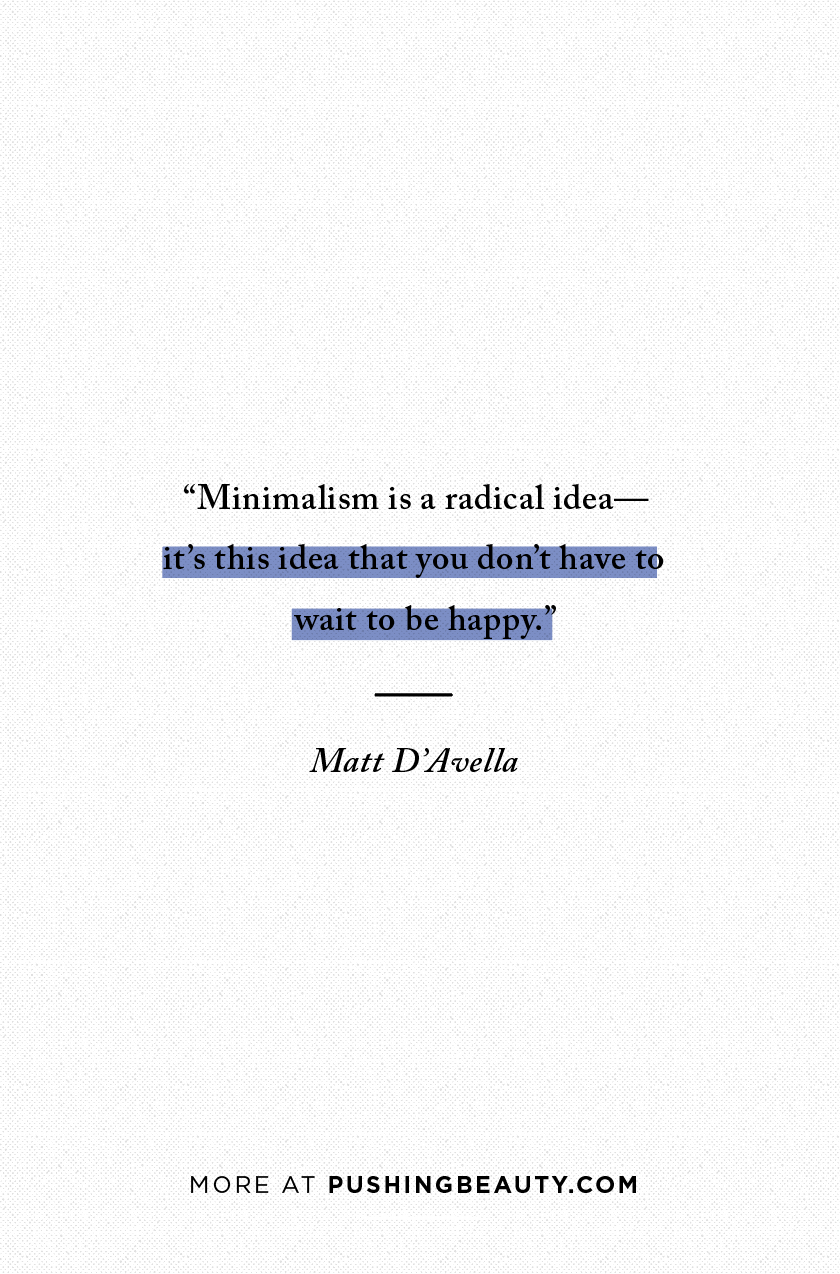 “Minimalism is a radical idea—
it’s this idea that you don’t have to
wait to be happy.”
Matt D’Avella
MORE AT PUSHINGBEAUTY.COM